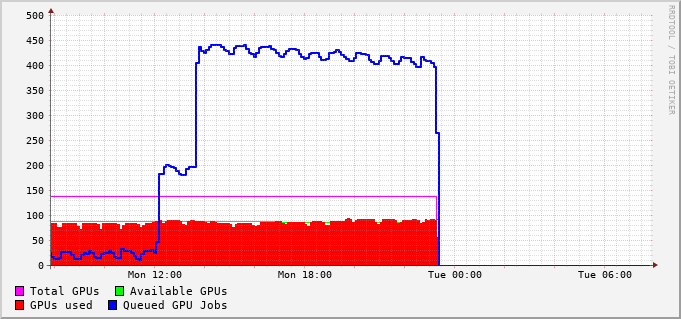 500
450
400
350
300
250
200
150
100
50
0
Mon 12:00 Mon 18:00 Tue 00:00 Tue 06:00
Total GPUs Available GPUs
GPUs used Queued GPU Jobs
RRDTOOL / TOBI OETIKER